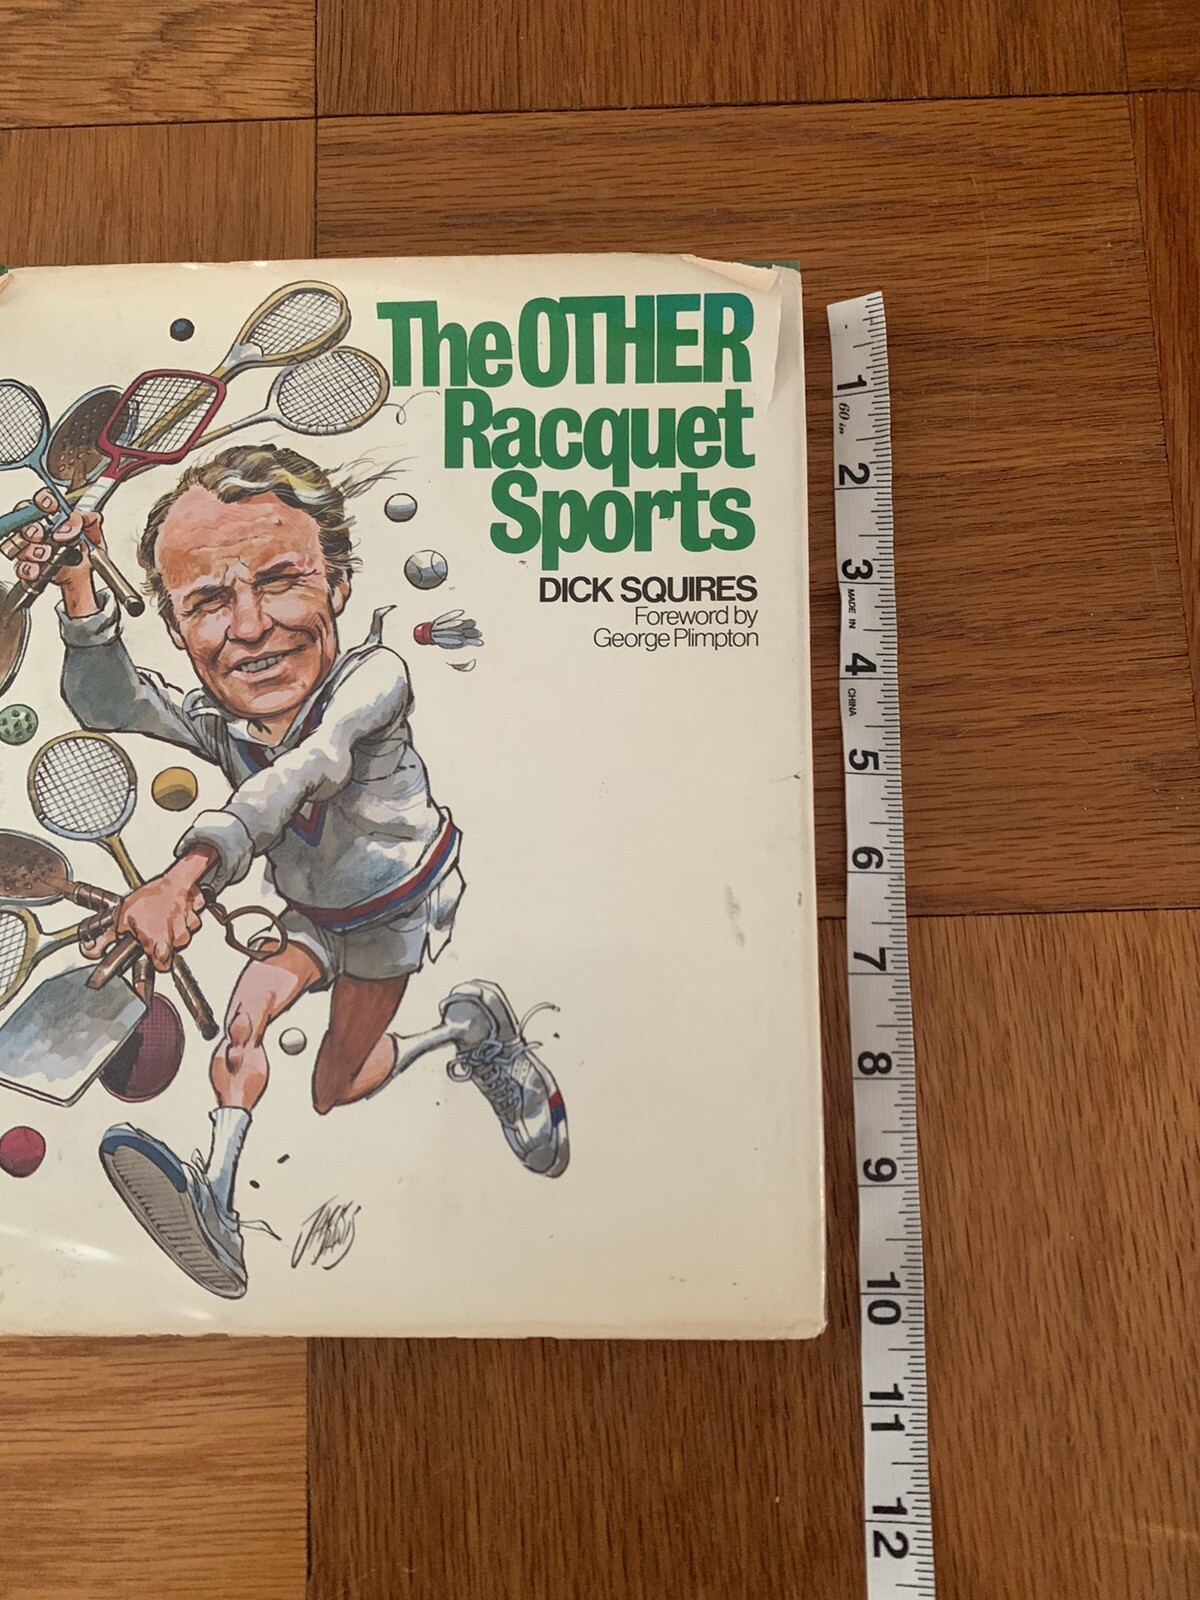 The OTHER
Racquet
Sports
DICK SQUIRES
Foreword by
George Plimpton
1
60 in
2
3
MADE IN
4
CHINA
5
6
7
8
9
10
11
12